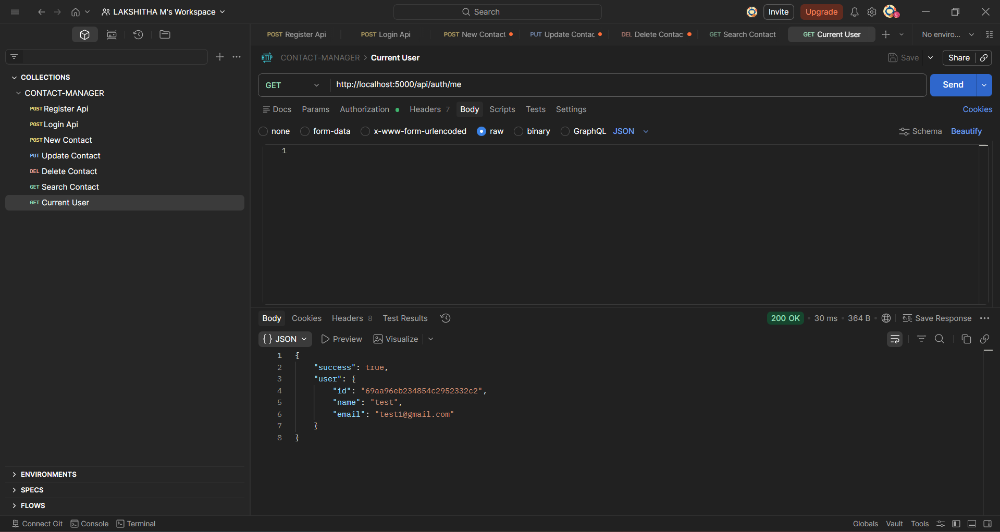 LAKSHITHA M's Workspace
Search
Invite
Upgrade
L
POST Register Api
POST Login Api
POST New Contact
PUT Update Contac
DEL Delete Contac
GET Search Contact
GET Current User
No enviro...
HTTP CONTACT-MANAGER > Current User
Save
Share
COLLECTIONS
CONTACT-MANAGER
POST Register Api
POST Login Api
POST New Contact
PUT Update Contact
DEL Delete Contact
GET Search Contact
GET Current User
ENVIRONMENTS
SPECS
FLOWS
GET http://localhost:5000/api/auth/me
Send
Docs Params Authorization Headers 7 Body Scripts Tests Settings
Cookies
none form-data x-www-form-urlencoded raw binary GraphQL JSON
Schema Beautify
1
Body Cookies Headers 8 Test Results
200 OK • 30 ms • 364 B •
e.g. Save Response
{} JSON Preview Visualize
1 {
2 "success": true,
3 "user": {
4 "id": "69aa96eb234854c2952332c2",
5 "name": "test",
6 "email": "test1@gmail.com"
7 }
8 }
Connect Git Console Terminal
Globals Vault Tools